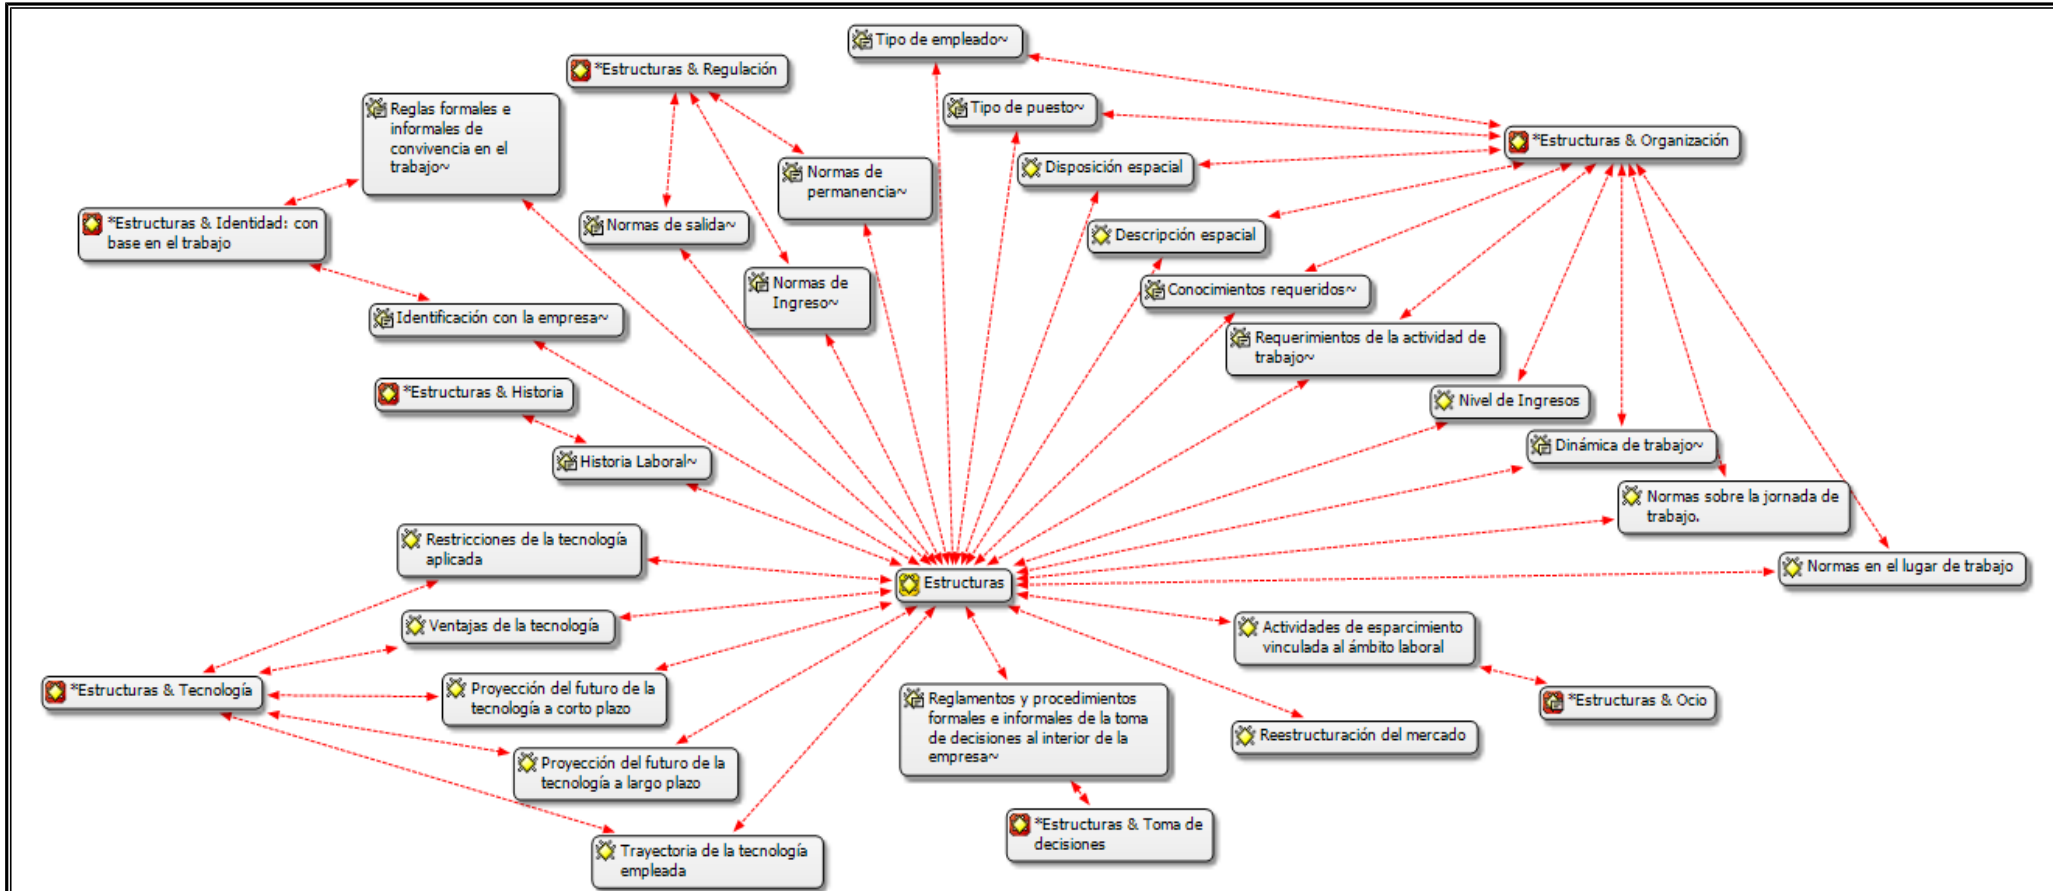 Tipo de empleado~
*Estructuras & Regulación
Reglas formales e
informales de
convivencia en el
trabajo~
Tipo de puesto~
*Estructuras & Organización
Normas de
permanencia~
Disposición espacial
*Estructuras & Identidad: con
base en el trabajo
Normas de salida~
Descripción espacial
Normas de
Ingreso~
Conocimientos requeridos~
Identificación con la empresa~
Requerimientos de la actividad de
trabajo~
*Estructuras & Historia
Nivel de Ingresos
Historia Laboral~
Dinámica de trabajo~
Normas sobre la jornada de
trabajo.
Restricciones de la tecnología
aplicada
Estructuras
Normas en el lugar de trabajo
Ventajas de la tecnología
Actividades de esparcimiento
vinculada al ámbito laboral
*Estructuras & Tecnología
Proyección del futuro de la
tecnología a corto plazo
Reglamentos y procedimientos
formales e informales de la toma
de decisiones al interior de la
empresa~
*Estructuras & Ocio
Reestructuración del mercado
Proyección del futuro de la
tecnología a largo plazo
*Estructuras & Toma de
decisiones
Trayectoria de la tecnología
empleada